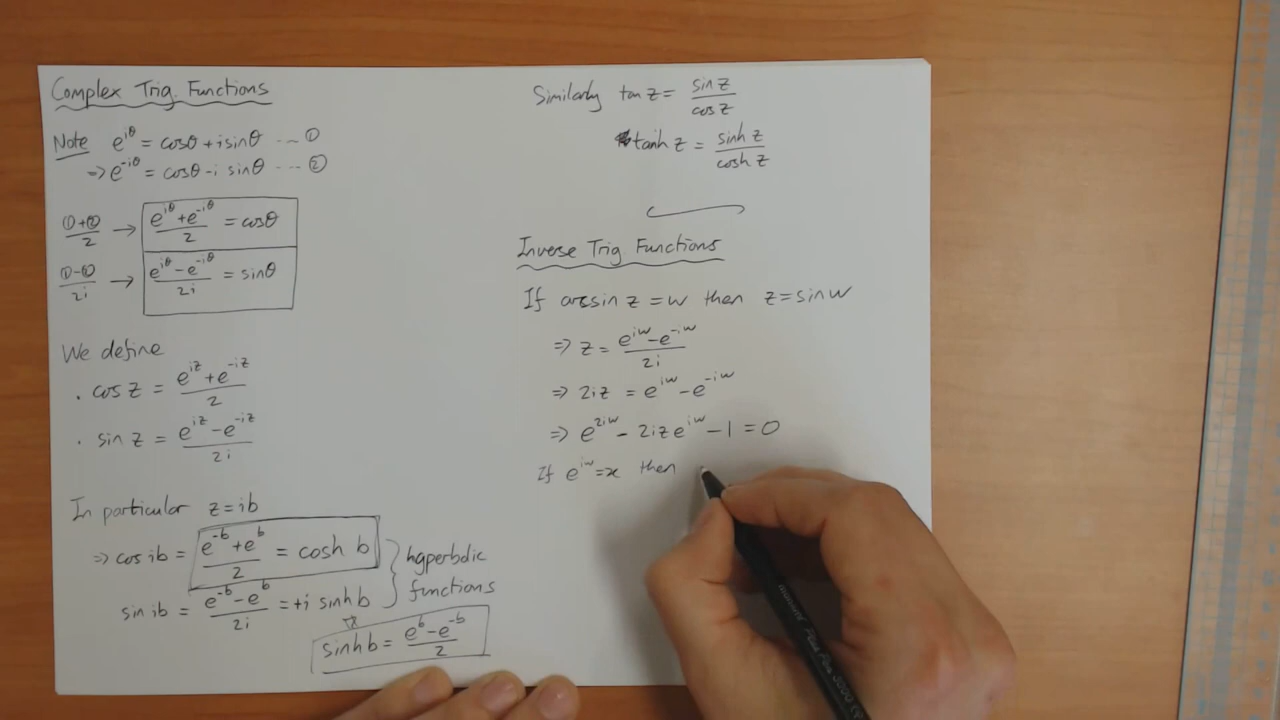 Complex Trig. Functions
Note e^{iθ} = cosθ + i sinθ ---- ①
⇒ e^{-iθ} = cosθ - i sinθ ---- ②
(①+②)/2 → (e^{iθ} + e^{-iθ})/2 = cosθ
(①-②)/2i → (e^{iθ} - e^{-iθ})/2i = sinθ
We define
· cos z = (e^{iz} + e^{-iz})/2
· sin z = (e^{iz} - e^{-iz})/2i
In particular z = ib
⇒ cos ib = (e^{-b} + e^{b})/2 = cosh b
sin ib = (e^{-b} - e^{b})/2i = +i sinh b
hyperbolic
functions
sinh b = (e^{b} - e^{-b})/2
Similarly tan z = sin z/cos z
tanh z = sinh z/cosh z
Inverse Trig Functions
If arcsin z = w then z = sin w
⇒ z = (e^{iw} - e^{-iw})/2i
⇒ 2iz = e^{iw} - e^{-iw}
⇒ e^{2iw} - 2iz e^{iw} - 1 = 0
If e^{iw} = x then